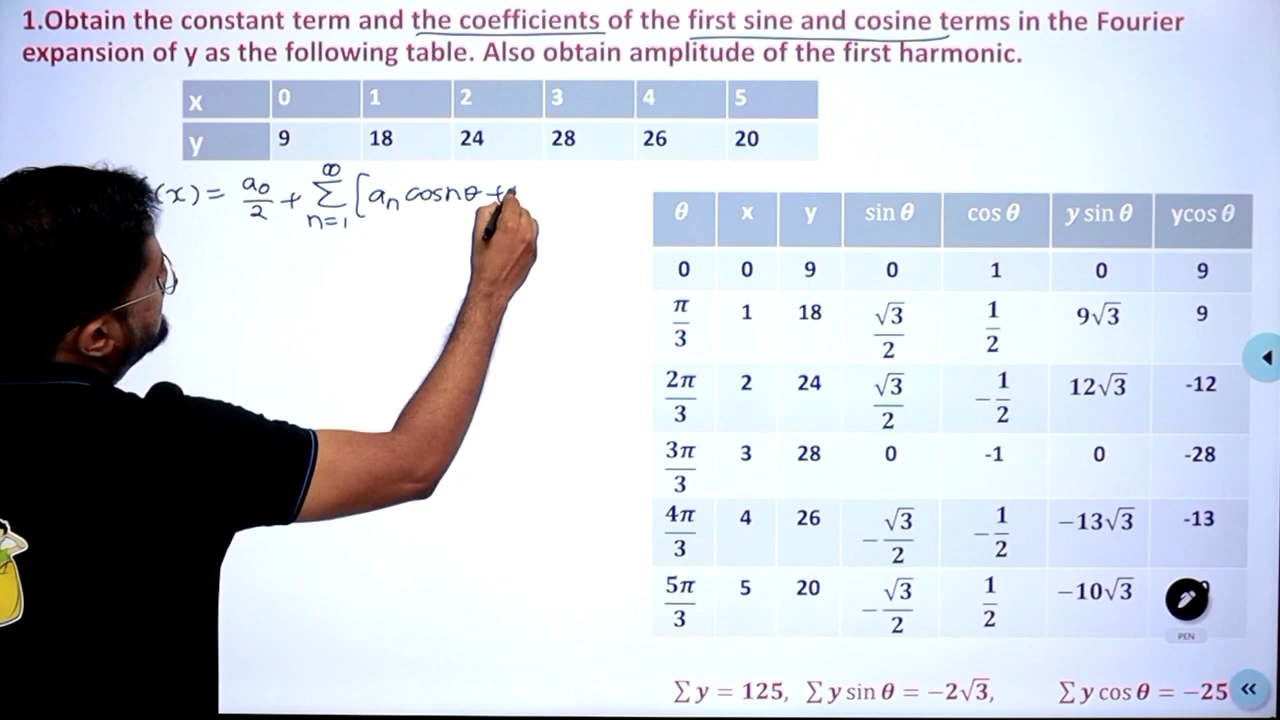 1.Obtain the constant term and the coefficients of the first sine and cosine terms in the Fourier
expansion of y as the following table. Also obtain amplitude of the first harmonic.
x 0 1 2 3 4 5
y 9 18 24 28 26 20
(x) = a₀/2 + ∑_{n=1}^{∞} [aₙ cosnθ +
θ x y sin θ cos θ y sin θ ycos θ
0 0 9 0 1 0 9
π/3 1 18 √3/2 1/2 9√3 9
2π/3 2 24 √3/2 −1/2 12√3 -12
3π/3 3 28 0 -1 0 -28
4π/3 4 26 −√3/2 −1/2 −13√3 -13
5π/3 5 20 −√3/2 1/2 −10√3
PEN
∑ y = 125, ∑ y sin θ = −2√3, ∑ y cos θ = −25